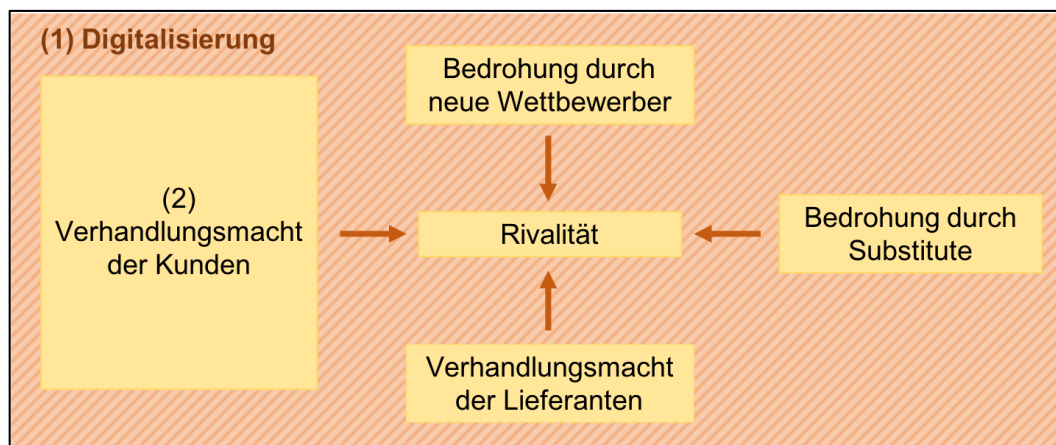 (1) Digitalisierung
Bedrohung durch
neue Wettbewerber
(2)
Verhandlungsmacht
der Kunden
Rivalität
Bedrohung durch
Substitute
Verhandlungsmacht
der Lieferanten